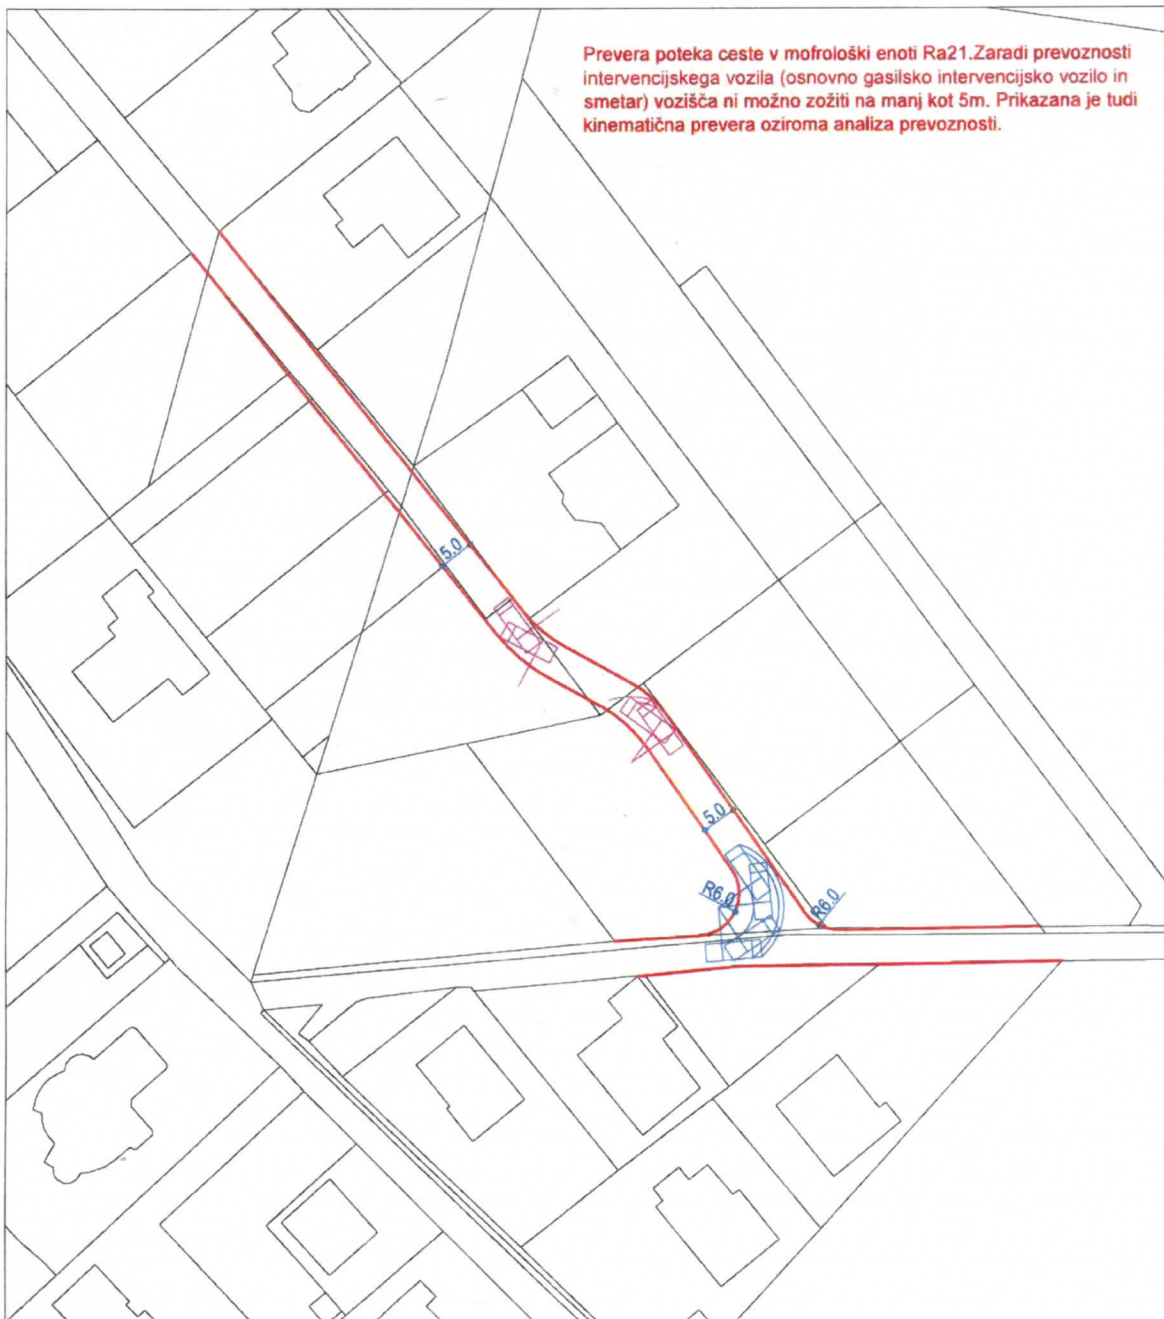 Prevera poteka ceste v mofrološki enoti Ra21.Zaradi prevoznosti
intervencijskega vozila (osnovno gasilsko intervencijsko vozilo in
smetar) vozišča ni možno zožiti na manj kot 5m. Prikazana je tudi
kinematična prevera oziroma analiza prevoznosti.
5.0
5.0
R6.0
R6.0